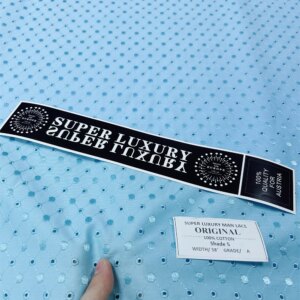 SUPER LUXURY
SUPER LUXURY
100%
QUALITY
FOR
AUSTRIA
SUPER LUXURY MAN LACS
ORIGINAL
100% COTTON
Shade 5
WIDTH/ 58" GRADE/ A